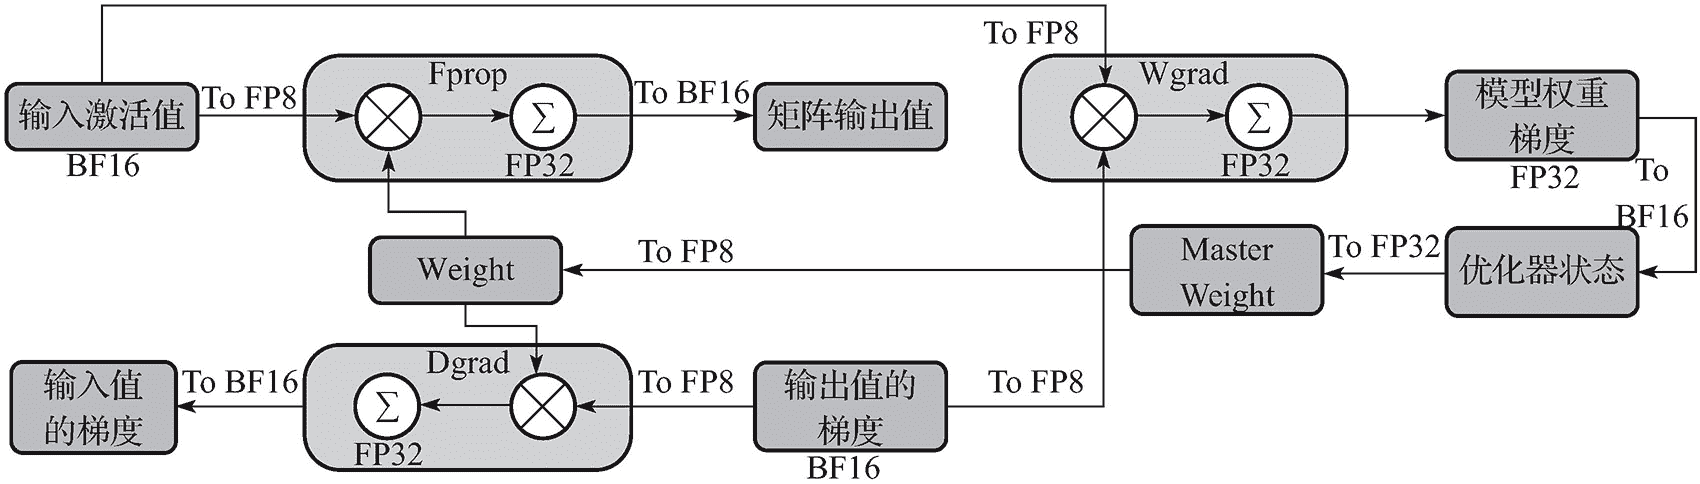 To FP8
Fprop
Wgrad
输入激活值
To FP8
Σ
To BF16
矩阵输出值
Σ
模型权重
梯度
BF16
FP32
FP32
FP32
To
BF16
Weight
To FP8
Master
Weight
To FP32
优化器状态
Dgrad
输入值
的梯度
To BF16
Σ
FP32
To FP8
输出值的
梯度
BF16
To FP8